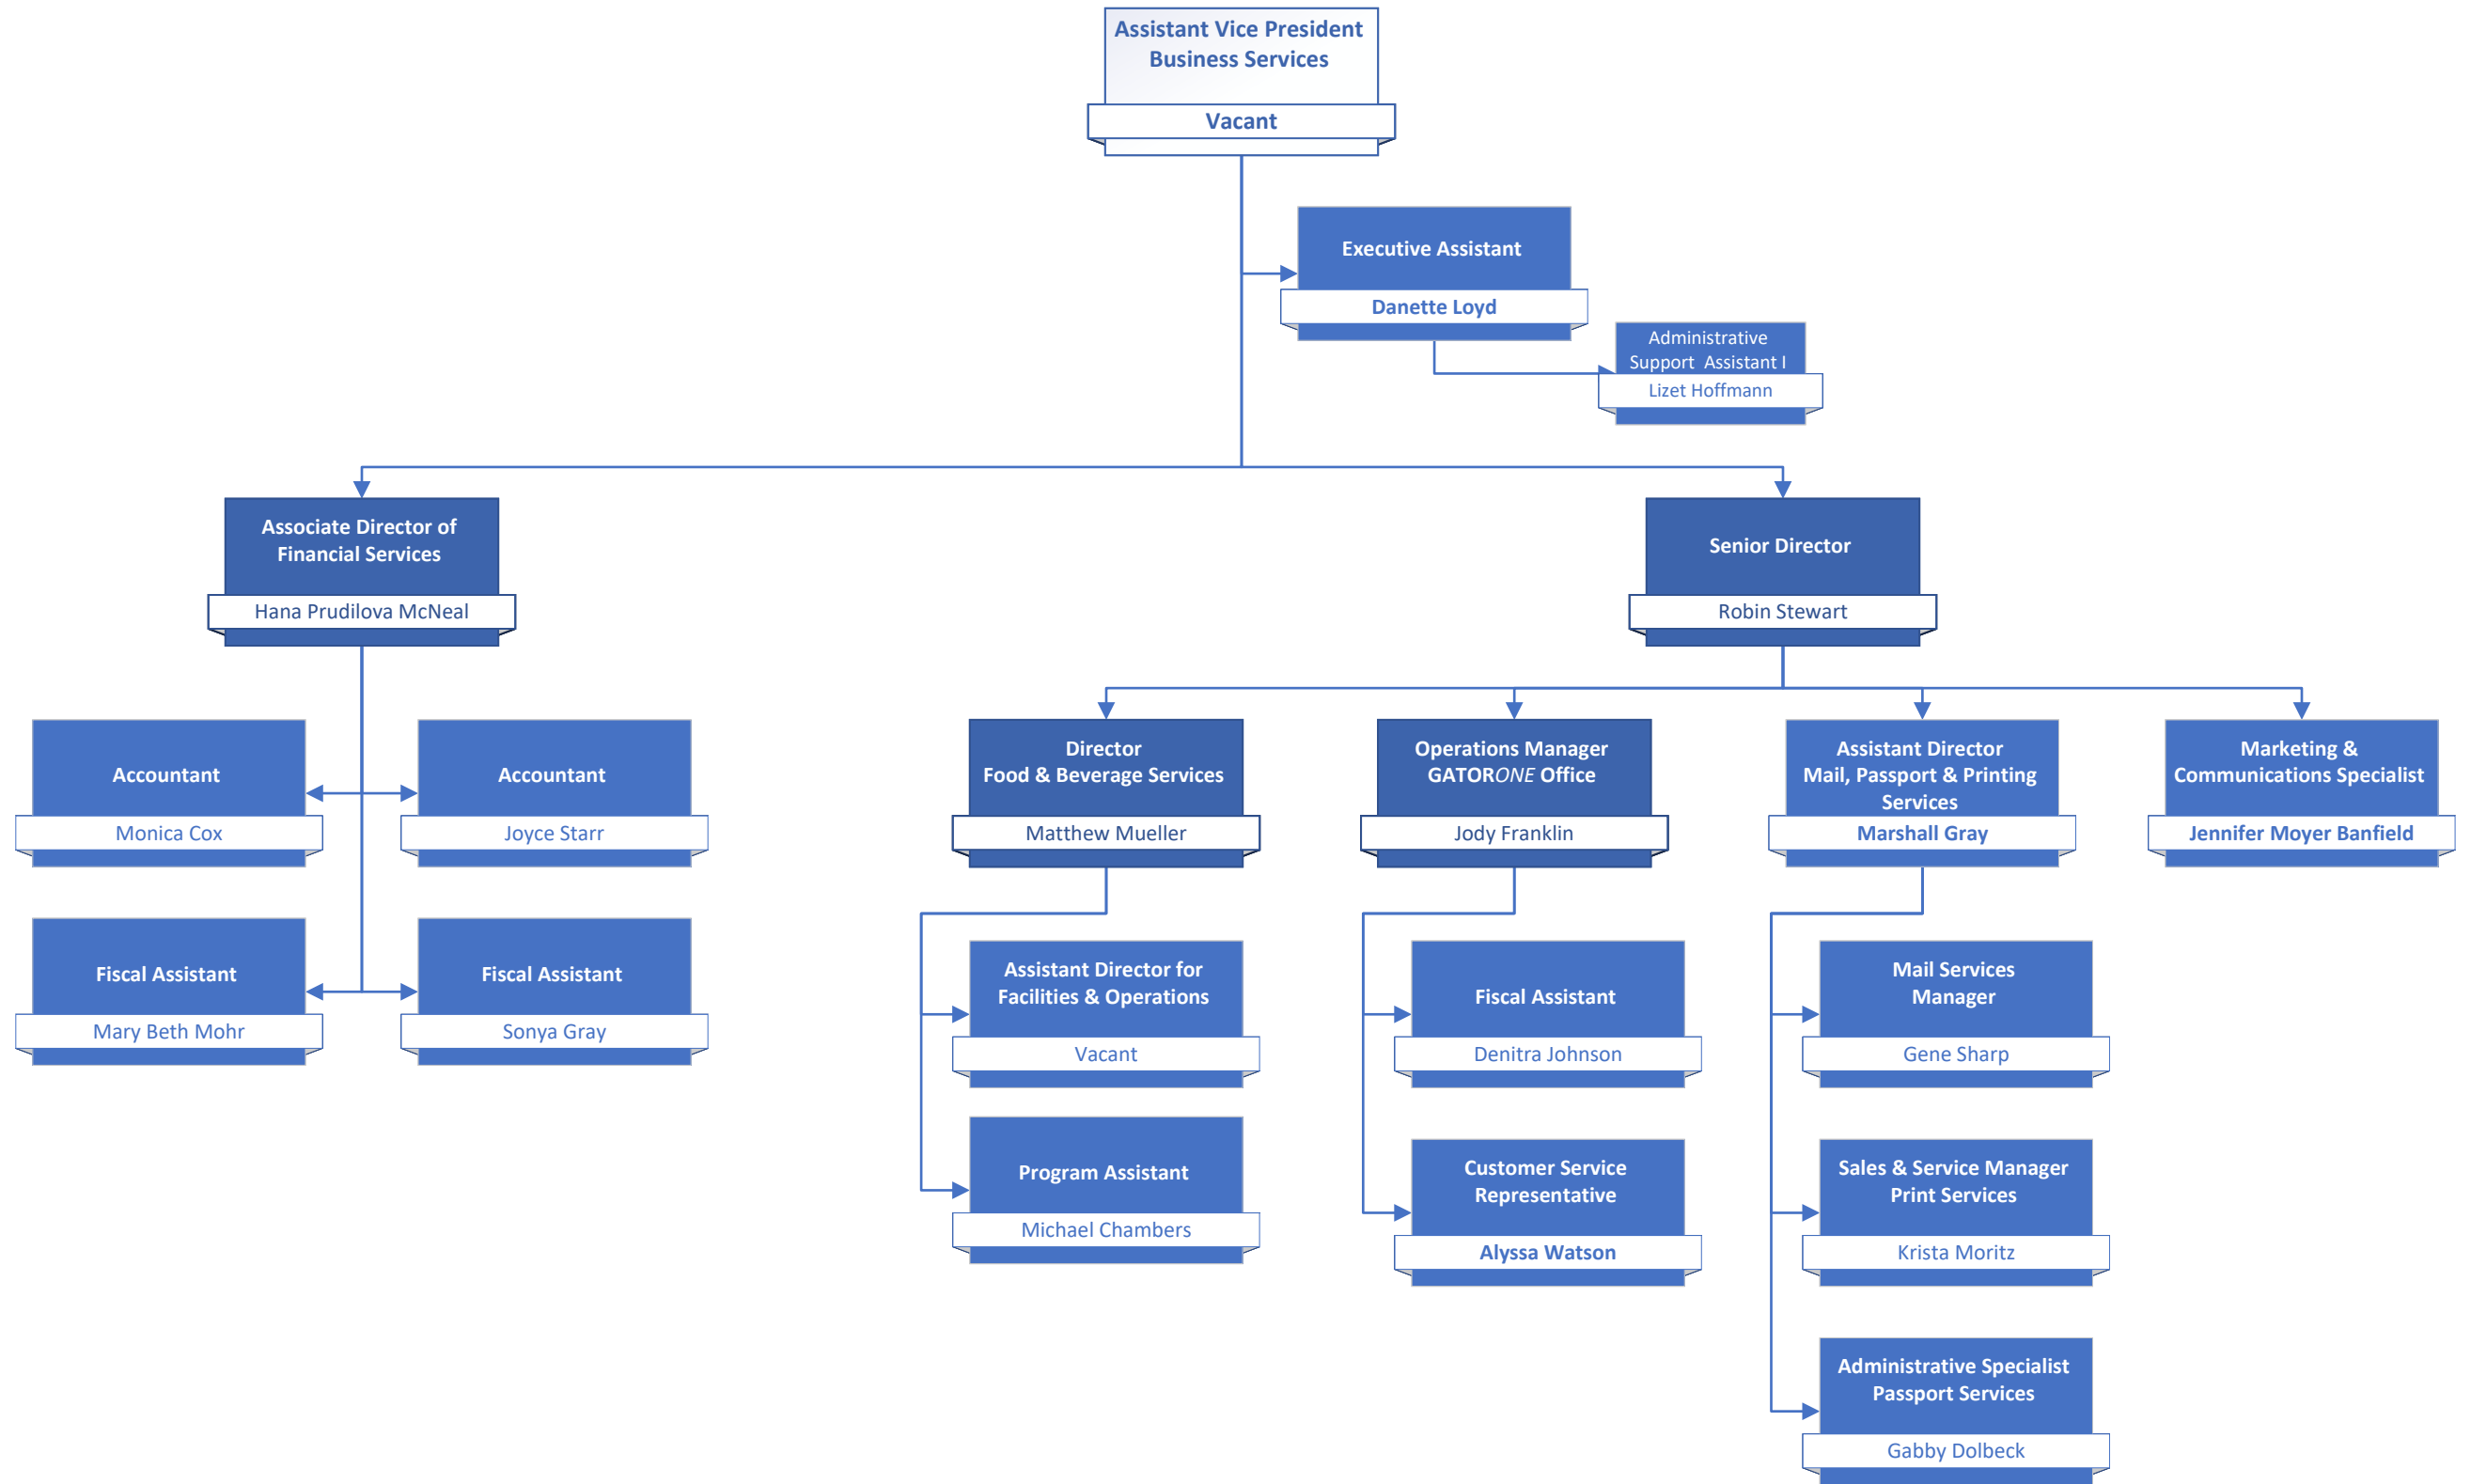 Assistant Vice President
Business Services
Vacant
Executive Assistant
Danette Loyd
Administrative
Support  Assistant I
Lizet Hoffmann
Associate Director of
Financial Services
Hana Prudilova McNeal
Senior Director
Robin Stewart
Accountant
Monica Cox
Accountant
Joyce Starr
Fiscal Assistant
Mary Beth Mohr
Fiscal Assistant
Sonya Gray
Director
Food & Beverage Services
Matthew Mueller
Operations Manager
GATORONE Office
Jody Franklin
Assistant Director
Mail, Passport & Printing
Services
Marshall Gray
Marketing &
Communications Specialist
Jennifer Moyer Banfield
Assistant Director for
Facilities & Operations
Vacant
Program Assistant
Michael Chambers
Fiscal Assistant
Denitra Johnson
Customer Service
Representative
Alyssa Watson
Mail Services
Manager
Gene Sharp
Sales & Service Manager
Print Services
Krista Moritz
Administrative Specialist
Passport Services
Gabby Dolbeck